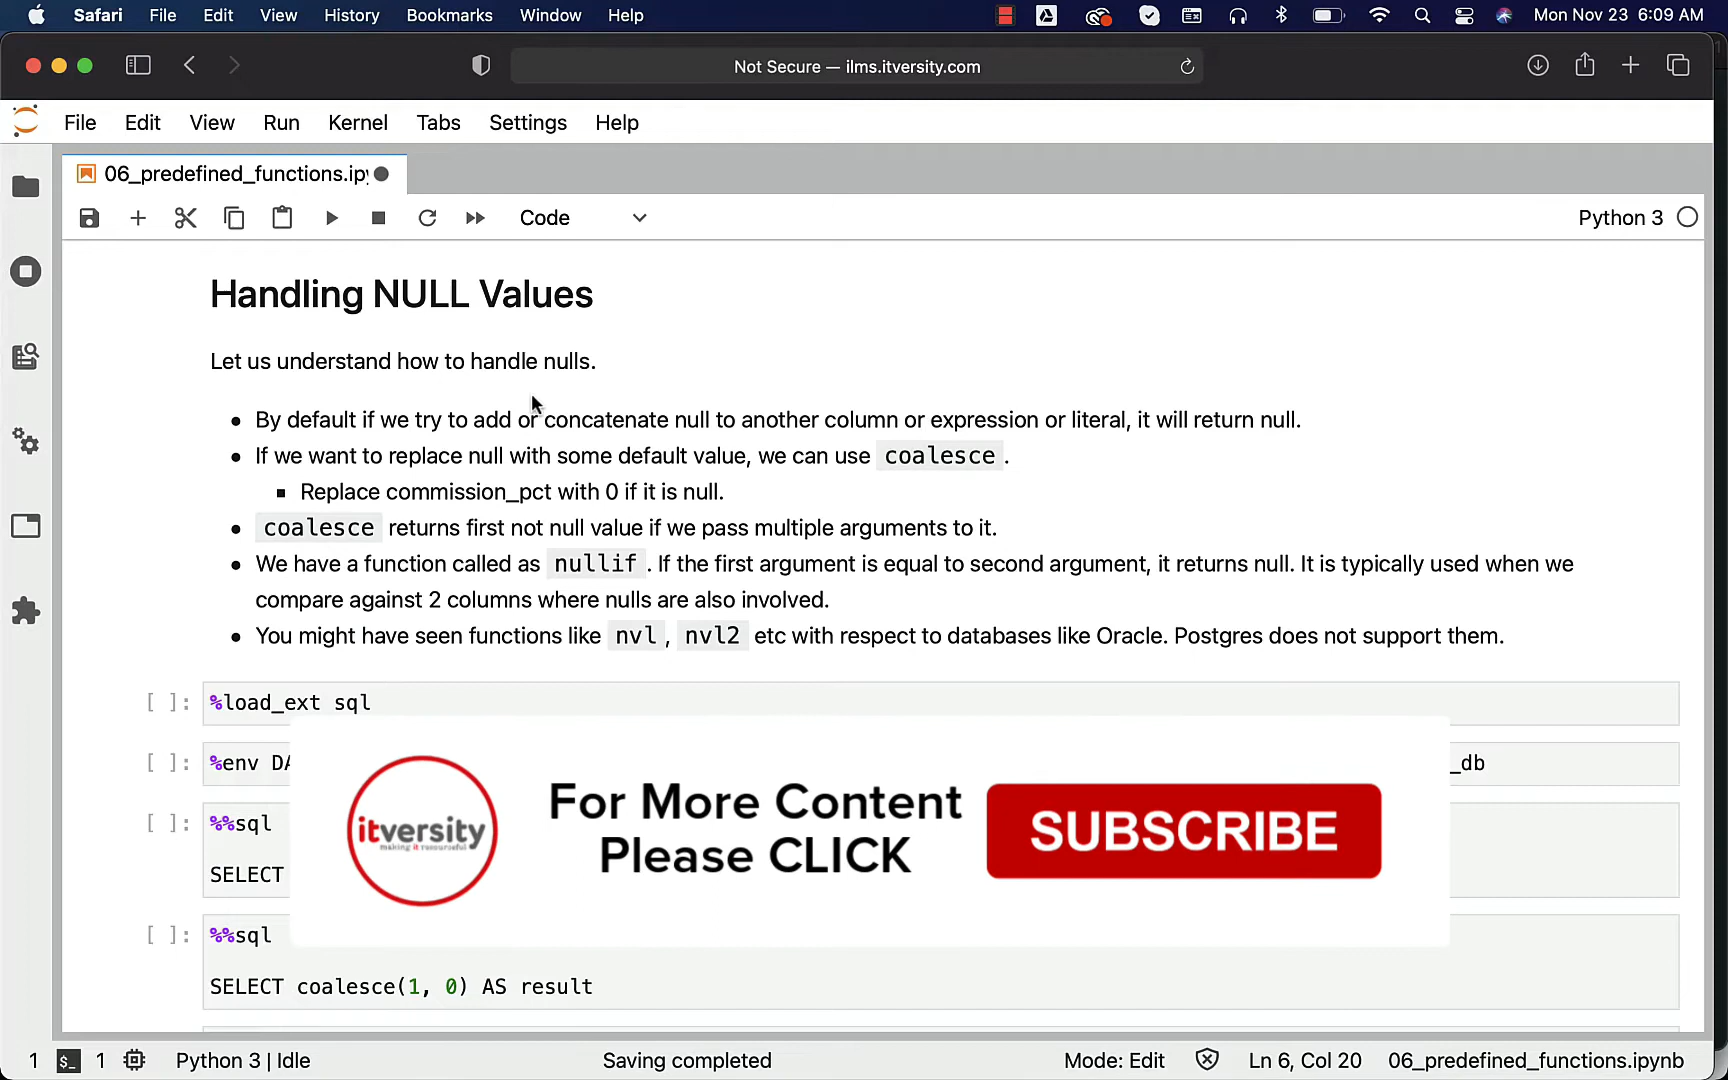 Safari File Edit View History Bookmarks Window Help Mon Nov 23 6:09 AM
Not Secure — ilms.itversity.com
File Edit View Run Kernel Tabs Settings Help
06_predefined_functions.ipy
Code Python 3
Handling NULL Values
Let us understand how to handle nulls.
• By default if we try to add or concatenate null to another column or expression or literal, it will return null.
• If we want to replace null with some default value, we can use coalesce .
▪ Replace commission_pct with 0 if it is null.
• coalesce returns first not null value if we pass multiple arguments to it.
• We have a function called as nullif . If the first argument is equal to second argument, it returns null. It is typically used when we
compare against 2 columns where nulls are also involved.
• You might have seen functions like nvl , nvl2 etc with respect to databases like Oracle. Postgres does not support them.
[ ]: %load_ext sql
[ ]: %env DA _db
[ ]: %%sql
SELECT
itversity
making it resourceful
For More Content
Please CLICK
SUBSCRIBE
[ ]: %%sql
SELECT coalesce(1, 0) AS result
1 $_ 1 Python 3 | Idle Saving completed Mode: Edit Ln 6, Col 20 06_predefined_functions.ipynb